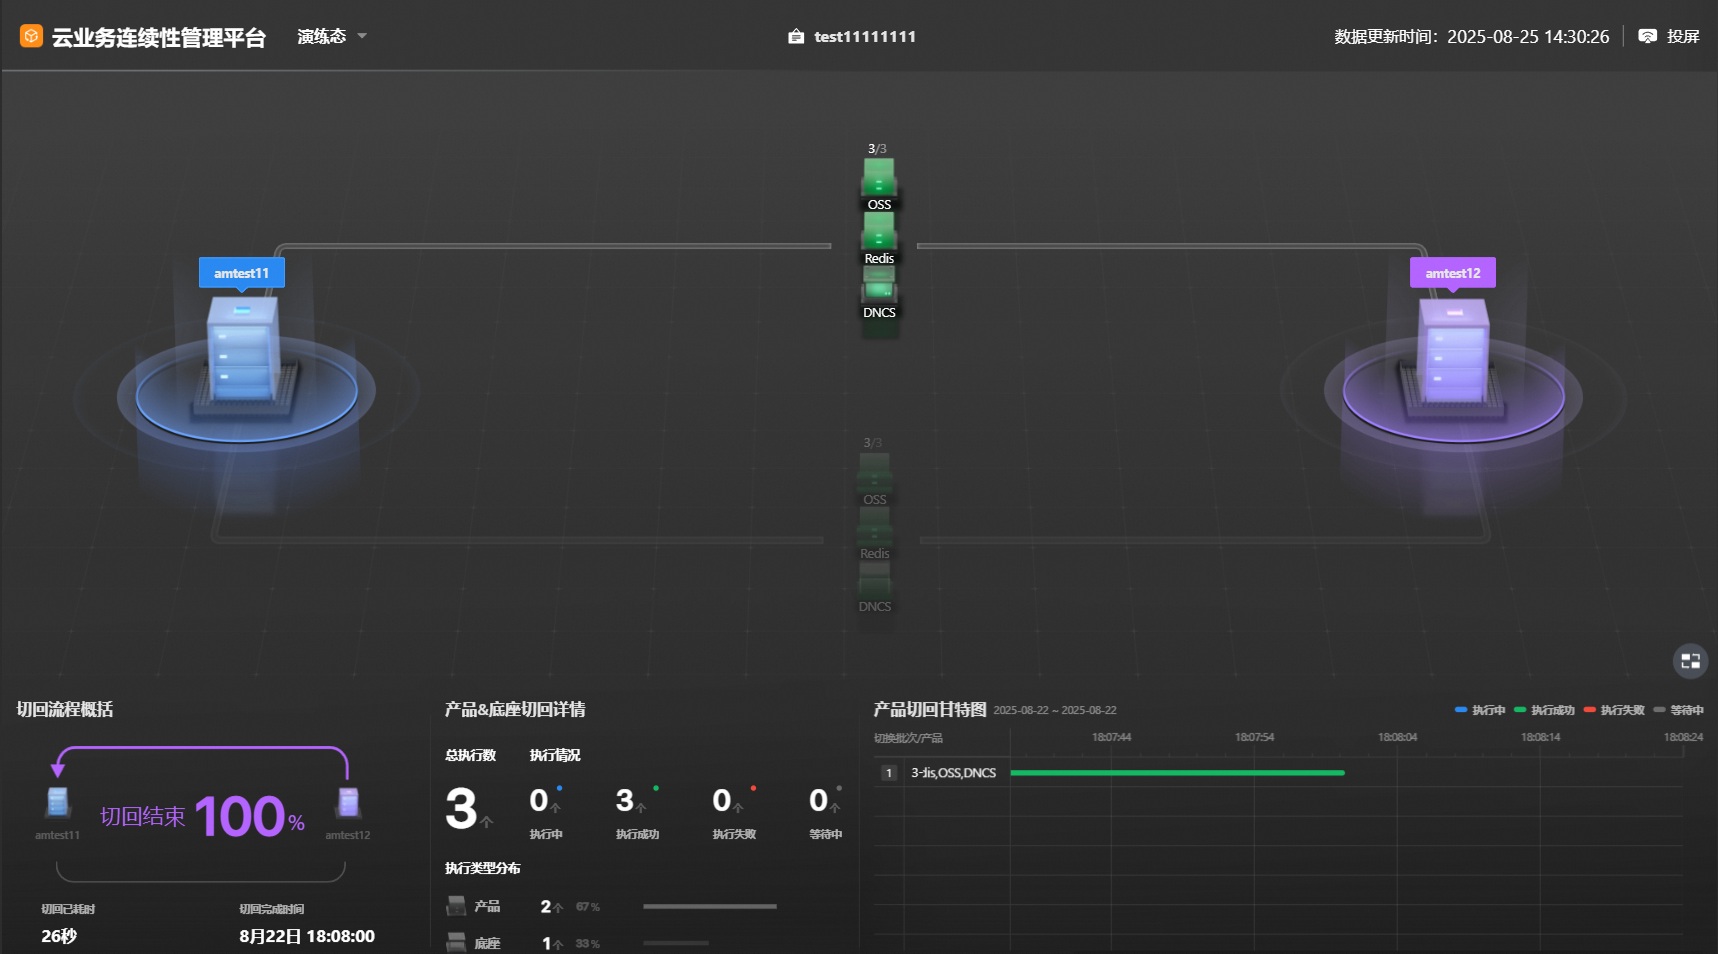 云业务连续性管理平台 演练态 test11111111 数据更新时间：2025-08-25 14:30:26 投屏
3/3
OSS
Redis
DNCS
amtest11
amtest12
3/3
OSS
Redis
DNCS
切回流程概括
切回结束 100%
amtest11
amtest12
切回已耗时 切回完成时间
26秒 8月22日 18:08:00
产品&底座切回详情
总执行数 执行情况
3个 0个 3个 0个 0个
执行中 执行成功 执行失败 等待中
执行类型分布
产品 2个 67%
底座 1个 33%
产品切回甘特图 2025-08-22 ~ 2025-08-22 执行中 执行成功 执行失败 等待中
切换批次/产品 18:07:44 18:07:54 18:08:04 18:08:14 18:08:24
1 OSS,DNCS